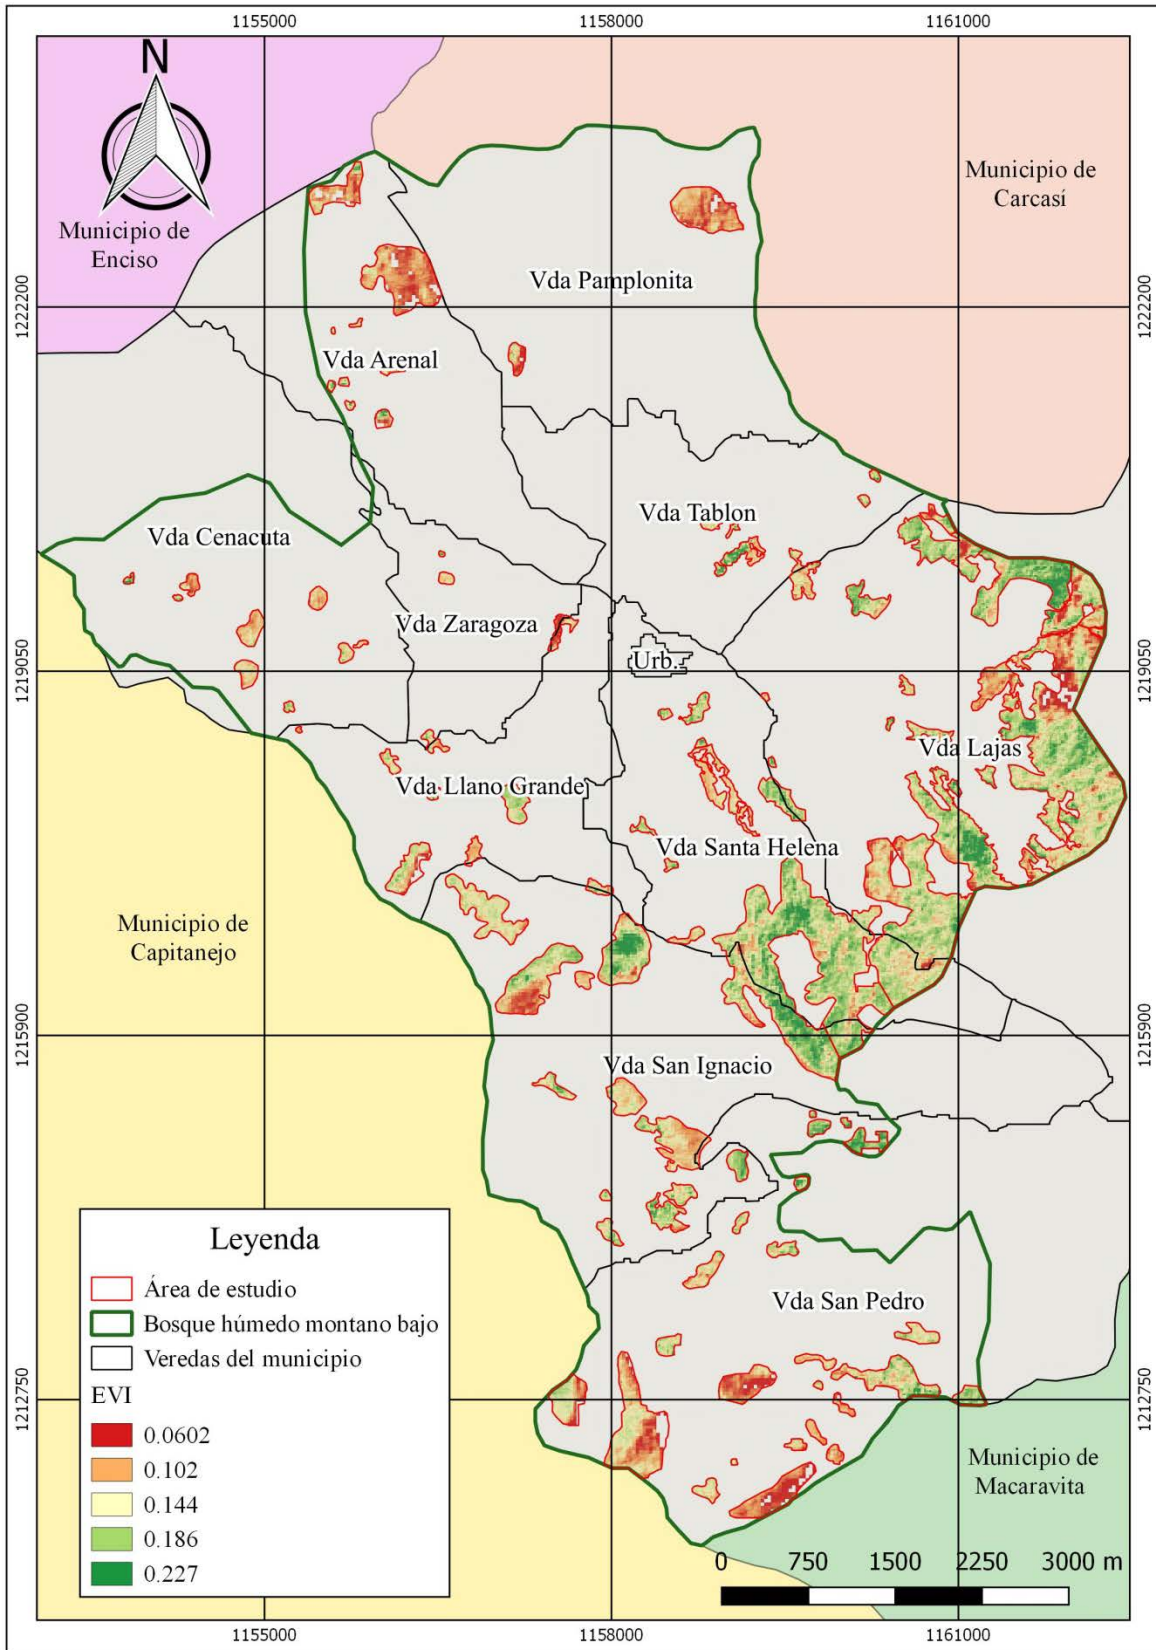 1155000
1158000
1161000
N
Municipio de
Enciso
Municipio de
Carcasí
Vda Pamplonita
1222200
1222200
Vda Arenal
Vda Tablon
Vda Cenacuta
Vda Zaragoza
Urb.
1219050
1219050
Vda Lajas
Vda Llano Grande
Vda Santa Helena
Municipio de
Capitanejo
1215900
1215900
Vda San Ignacio
Leyenda
Área de estudio
Bosque húmedo montano bajo
Veredas del municipio
EVI
0.0602
0.102
0.144
0.186
0.227
Vda San Pedro
1212750
1212750
Municipio de
Macaravita
0 750 1500 2250 3000 m
1155000
1158000
1161000